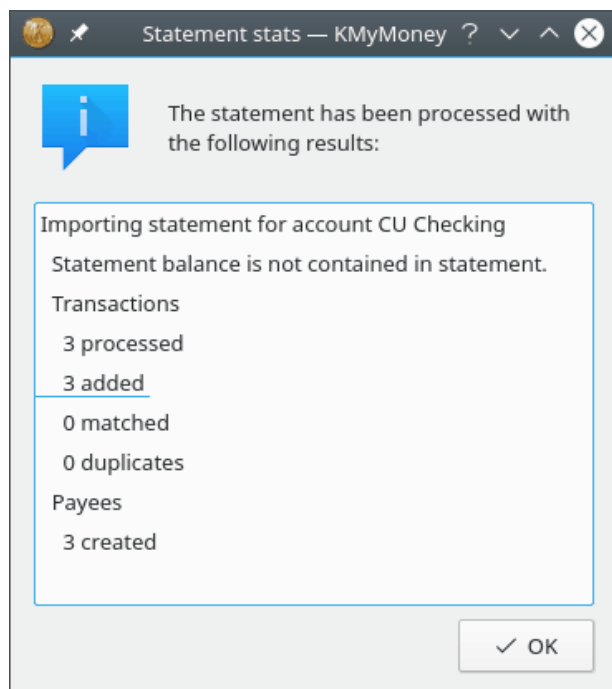 Statement stats — KMyMoney
The statement has been processed with
the following results:
Importing statement for account CU Checking
Statement balance is not contained in statement.
Transactions
3 processed
3 added
0 matched
0 duplicates
Payees
3 created
OK